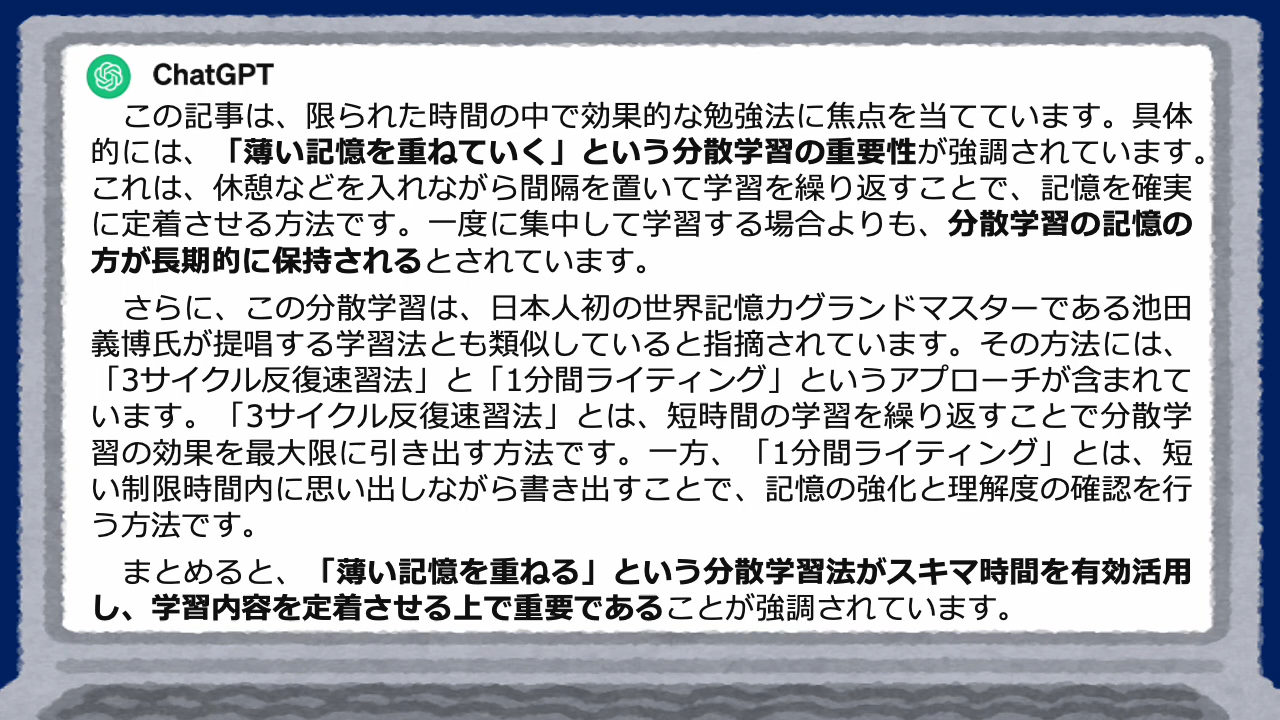 ChatGPT
この記事は、限られた時間の中で効果的な勉強法に焦点を当てています。具体
的には、「薄い記憶を重ねていく」という分散学習の重要性が強調されています。
これは、休憩などを入れながら間隔を置いて学習を繰り返すことで、記憶を確実
に定着させる方法です。一度に集中して学習する場合よりも、分散学習の記憶の
方が長期的に保持されるとされています。
さらに、この分散学習は、日本人初の世界記憶力グランドマスターである池田
義博氏が提唱する学習法とも類似していると指摘されています。その方法には、
「3サイクル反復速習法」と「1分間ライティング」というアプローチが含まれて
います。「3サイクル反復速習法」とは、短時間の学習を繰り返すことで分散学
習の効果を最大限に引き出す方法です。一方、「1分間ライティング」とは、短
い制限時間内に思い出しながら書き出すことで、記憶の強化と理解度の確認を行
う方法です。
まとめると、「薄い記憶を重ねる」という分散学習法がスキマ時間を有効活用
し、学習内容を定着させる上で重要であることが強調されています。